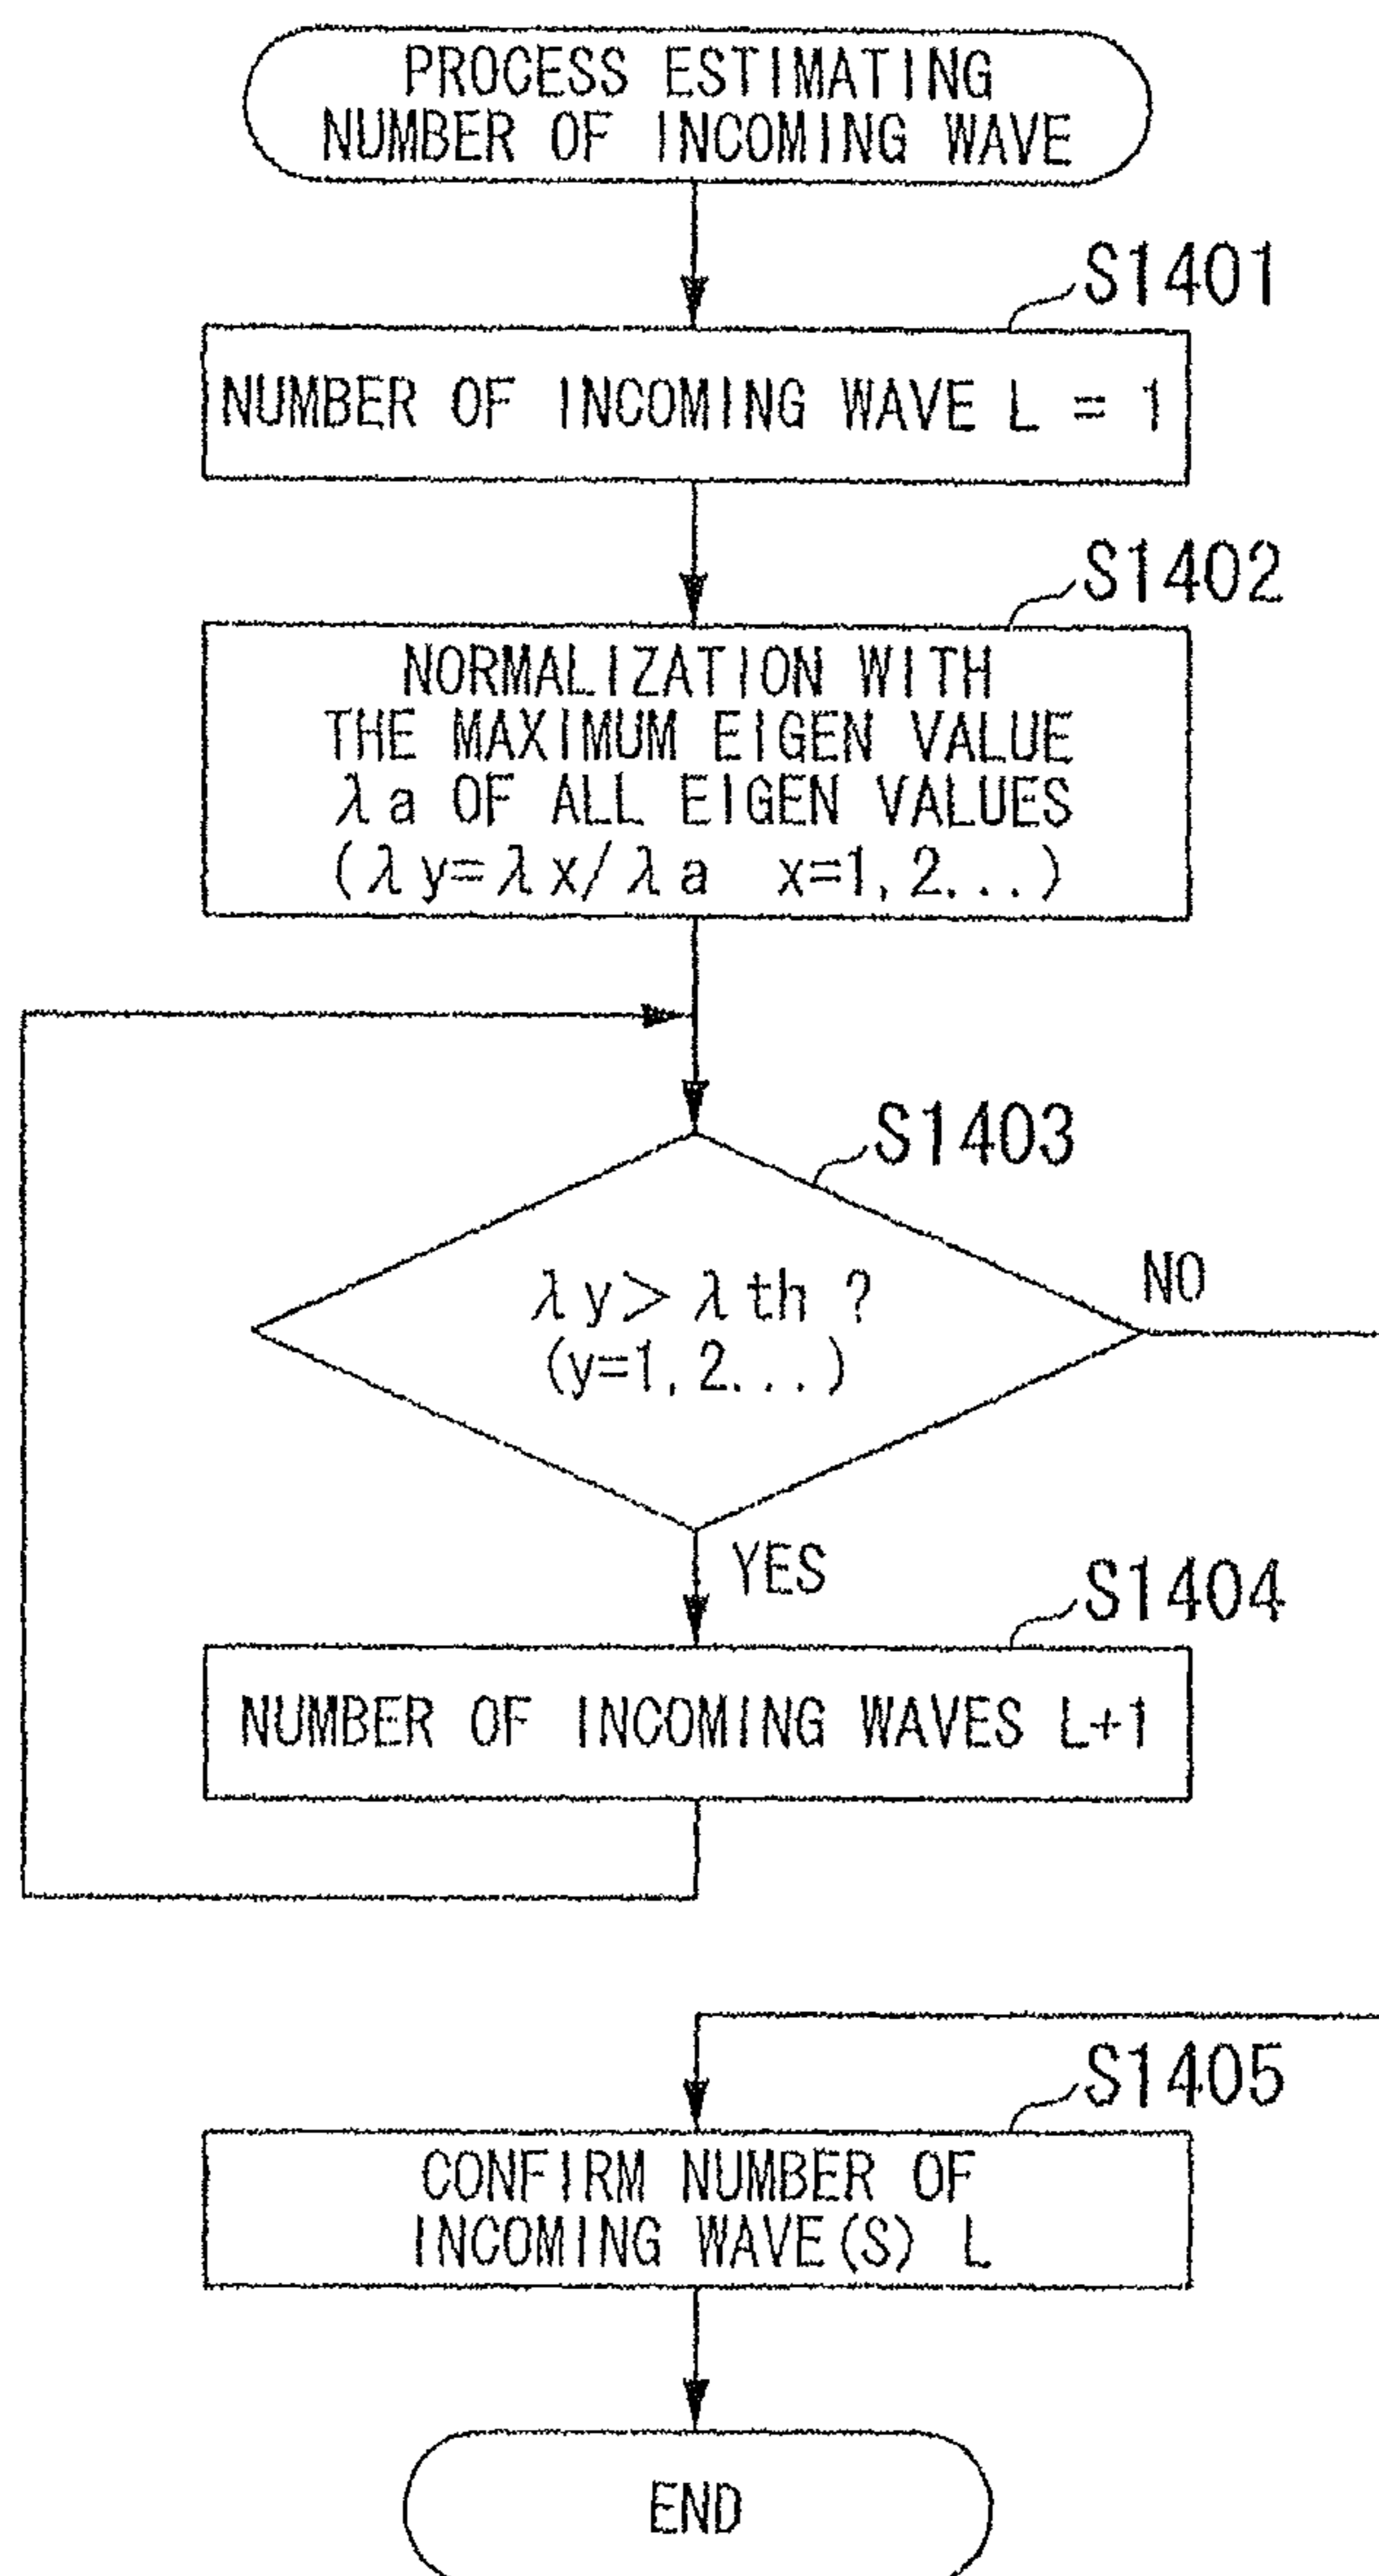 PROCESS ESTIMATING
NUMBER OF INCOMING WAVE
S1401
NUMBER OF INCOMING WAVE L = 1
S1402
NORMALIZATION WITH
THE MAXIMUM EIGEN VALUE
λa OF ALL EIGEN VALUES
(λy=λx/λa x=1, 2...)
S1403
λy>λth ?
(y=1, 2...)
NO
YES
S1404
NUMBER OF INCOMING WAVES L+1
S1405
CONFIRM NUMBER OF
INCOMING WAVE(S) L
END